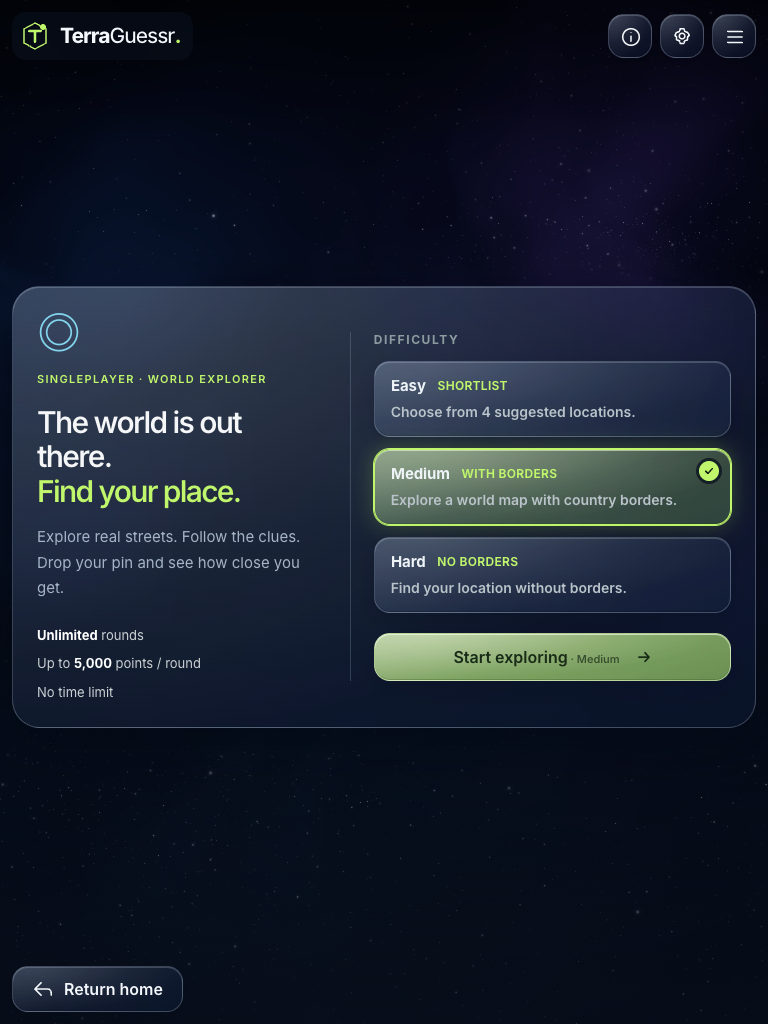 TerraGuessr.
SINGLEPLAYER · WORLD EXPLORER
The world is out
there.
Find your place.
Explore real streets. Follow the clues.
Drop your pin and see how close you
get.
Unlimited rounds
Up to 5,000 points / round
No time limit
DIFFICULTY
Easy SHORTLIST
Choose from 4 suggested locations.
Medium WITH BORDERS
Explore a world map with country borders.
Hard NO BORDERS
Find your location without borders.
Start exploring · Medium
Return home